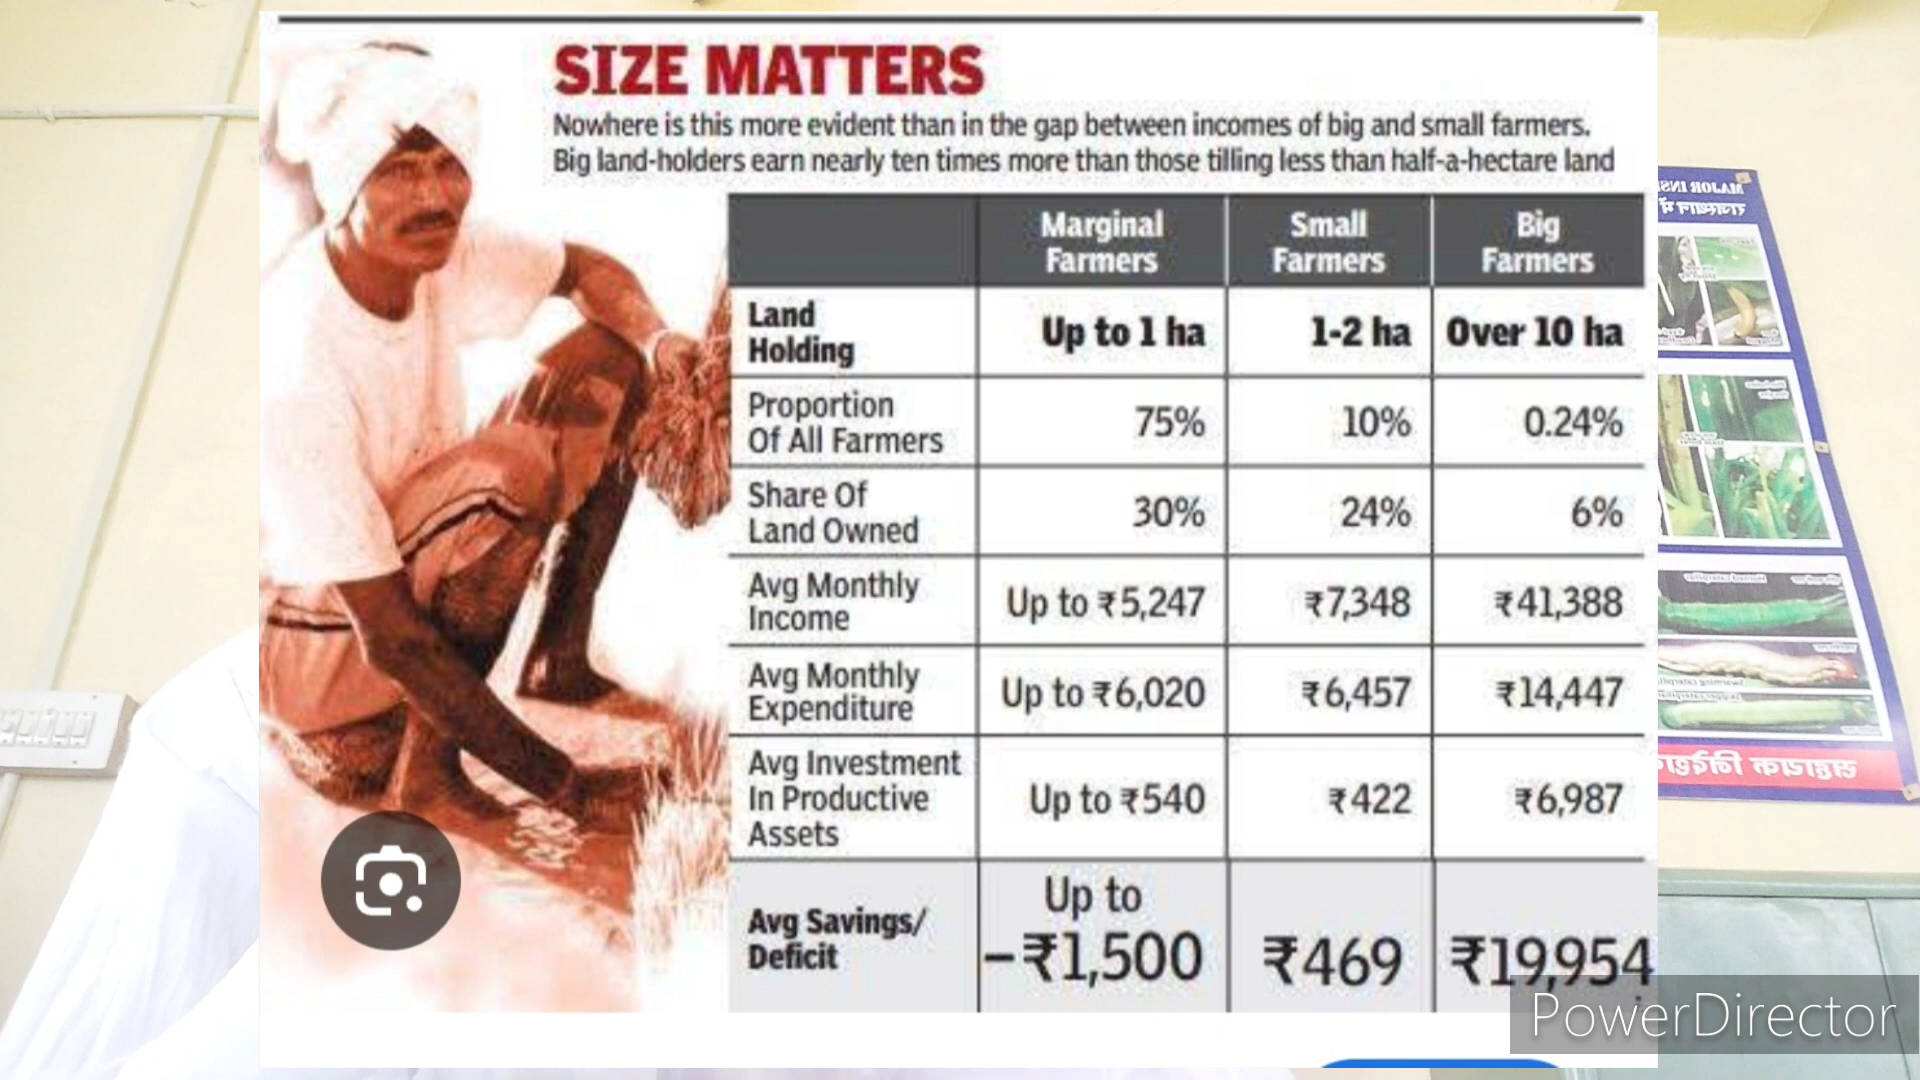 SIZE MATTERS
Nowhere is this more evident than in the gap between incomes of big and small farmers.
Big land-holders earn nearly ten times more than those tilling less than half-a-hectare land
Marginal Farmers Small Farmers Big Farmers
Land Holding Up to 1 ha 1-2 ha Over 10 ha
Proportion Of All Farmers 75% 10% 0.24%
Share Of Land Owned 30% 24% 6%
Avg Monthly Income Up to ₹5,247 ₹7,348 ₹41,388
Avg Monthly Expenditure Up to ₹6,020 ₹6,457 ₹14,447
Avg Investment In Productive Assets Up to ₹540 ₹422 ₹6,987
Avg Savings/ Deficit Up to -₹1,500 ₹469 ₹19,954
PowerDirector
MAJOR
राजस्थान में